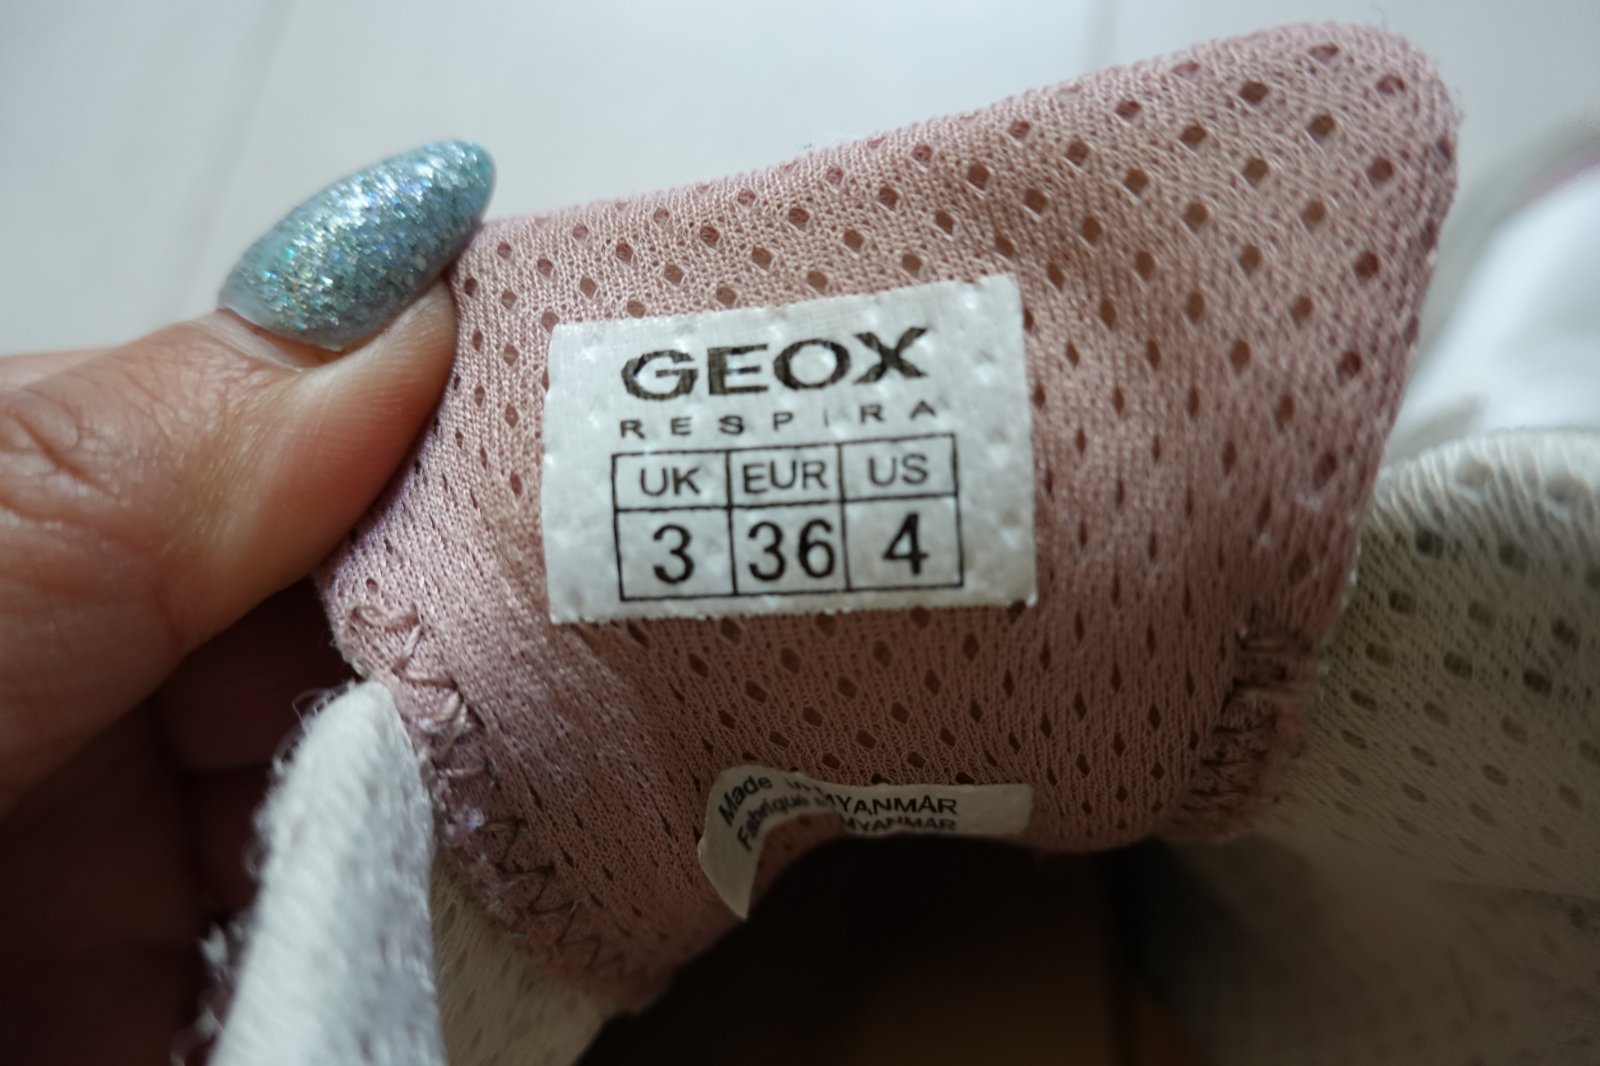 GEOX
RESPIRA
UK EUR US
3 36 4
Made in MYANMAR
Fabriqué MYANMAR